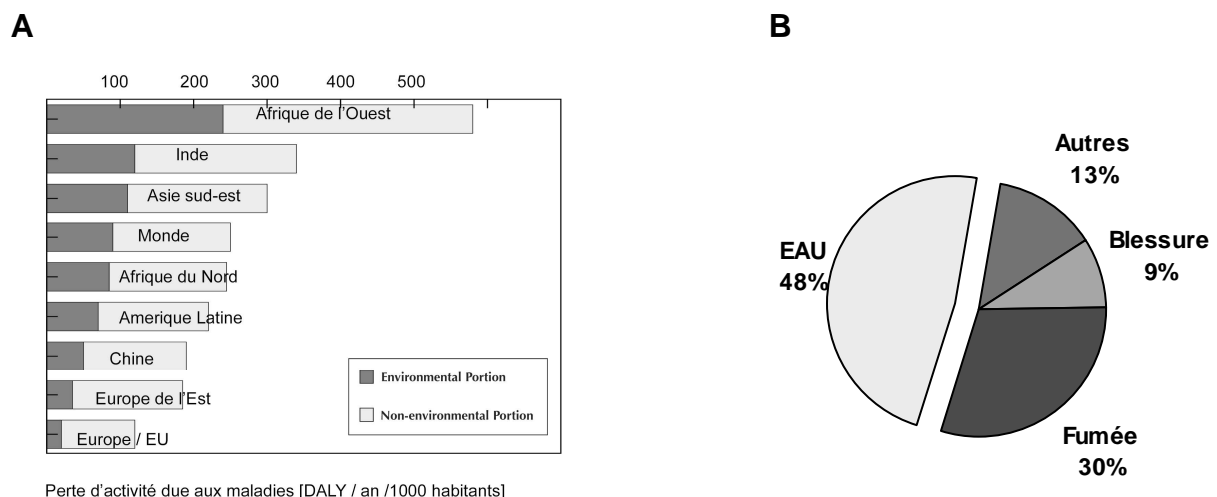 A
100 200 300 400 500
Afrique de l'Ouest
Inde
Asie sud-est
Monde
Afrique du Nord
Amerique Latine
Chine
Europe de l'Est
Europe / EU
Environmental Portion
Non-environmental Portion
Perte d'activité due aux maladies [DALY / an /1000 habitants]
B
Autres
13%
Blessure
9%
EAU
48%
Fumée
30%